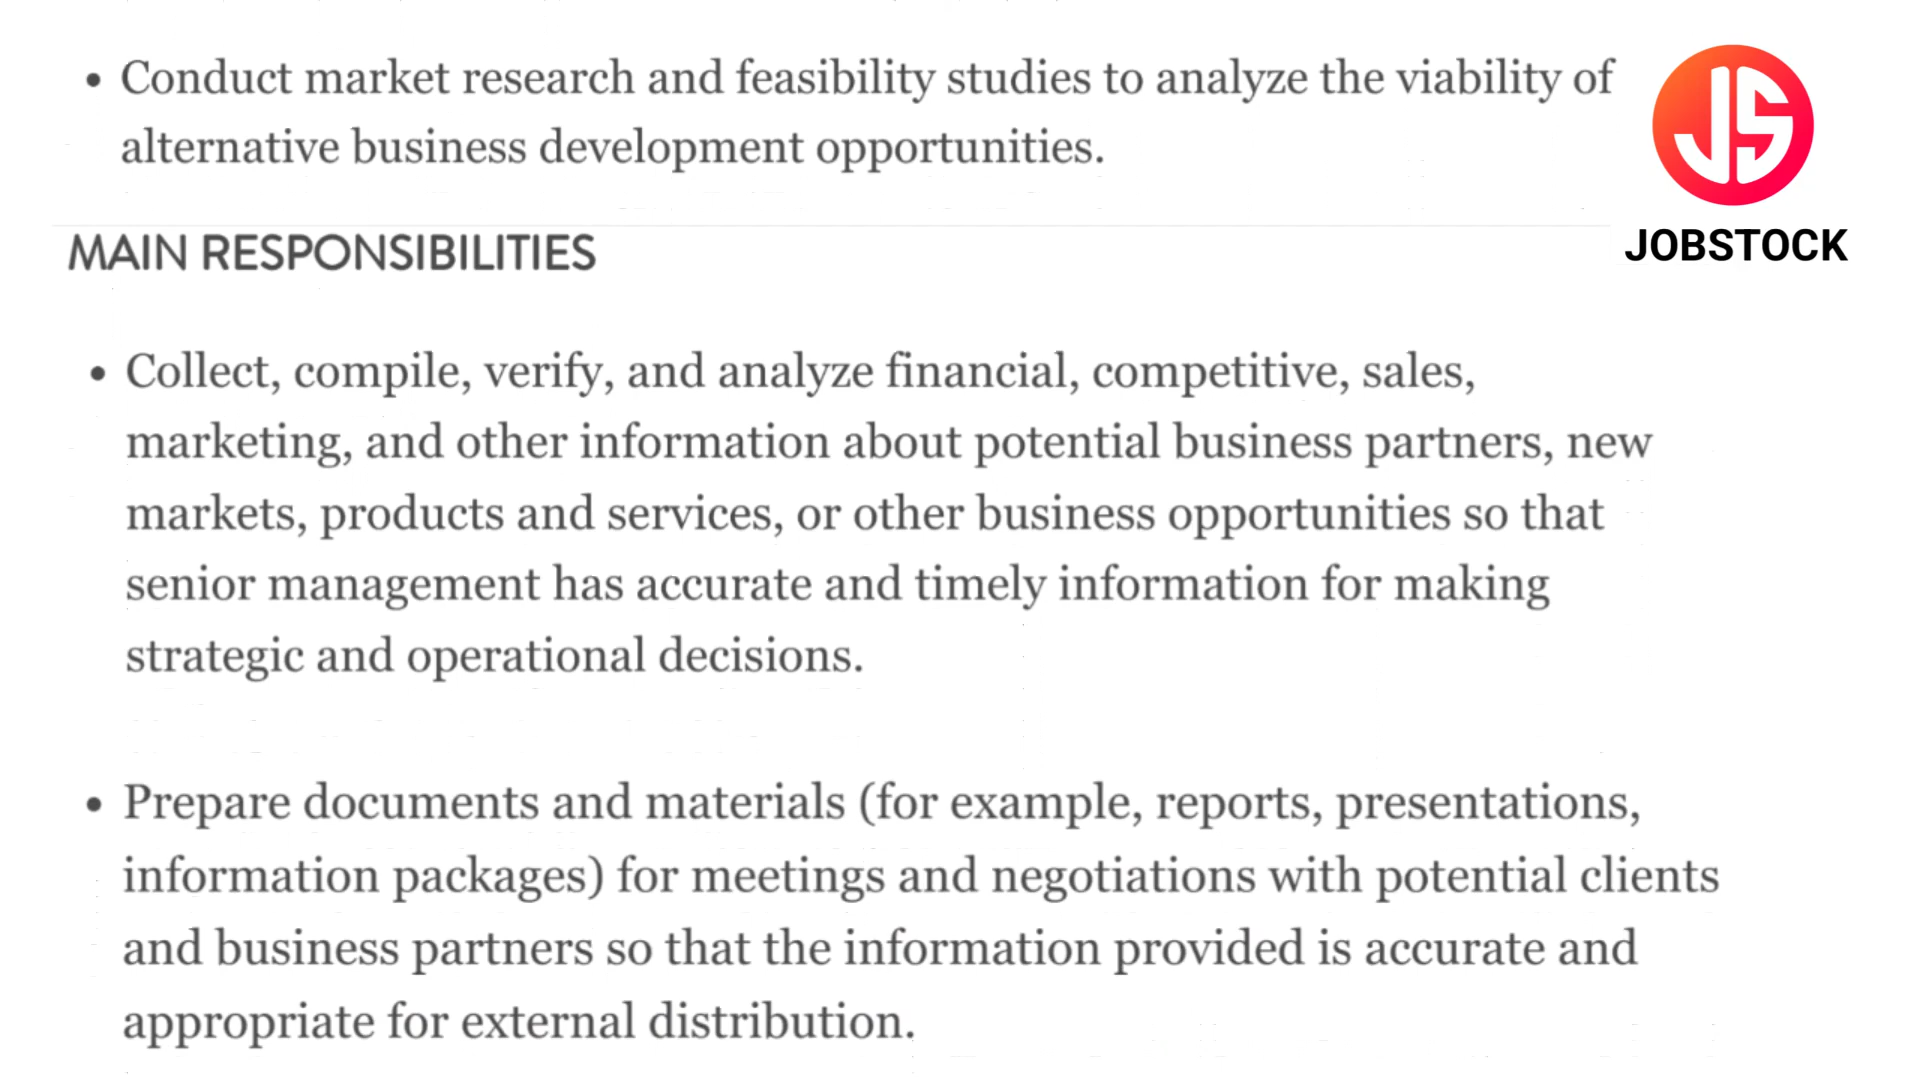 • Conduct market research and feasibility studies to analyze the viability of
alternative business development opportunities.
JS
JOBSTOCK
MAIN RESPONSIBILITIES
• Collect, compile, verify, and analyze financial, competitive, sales,
marketing, and other information about potential business partners, new
markets, products and services, or other business opportunities so that
senior management has accurate and timely information for making
strategic and operational decisions.
• Prepare documents and materials (for example, reports, presentations,
information packages) for meetings and negotiations with potential clients
and business partners so that the information provided is accurate and
appropriate for external distribution.